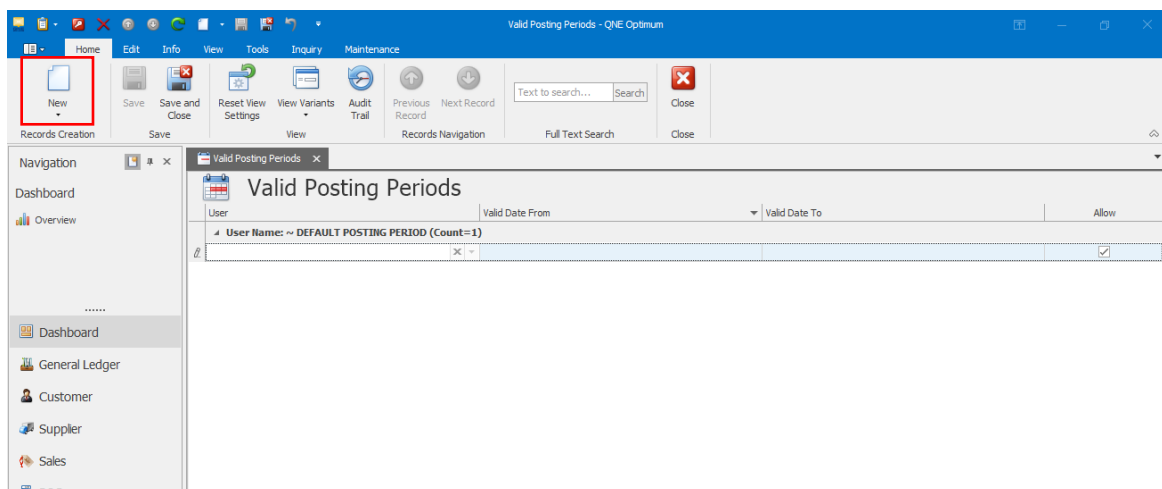 Valid Posting Periods - QNE Optimum
Home Edit Info View Tools Inquiry Maintenance
New Save Save and Close Reset View Settings View Variants Audit Trail Previous Record Next Record Text to search... Search Close
Records Creation Save View Records Navigation Full Text Search Close
Navigation
Valid Posting Periods
Dashboard
Valid Posting Periods
Overview
User Valid Date From Valid Date To Allow
User Name: ~ DEFAULT POSTING PERIOD (Count=1)
Dashboard
General Ledger
Customer
Supplier
Sales